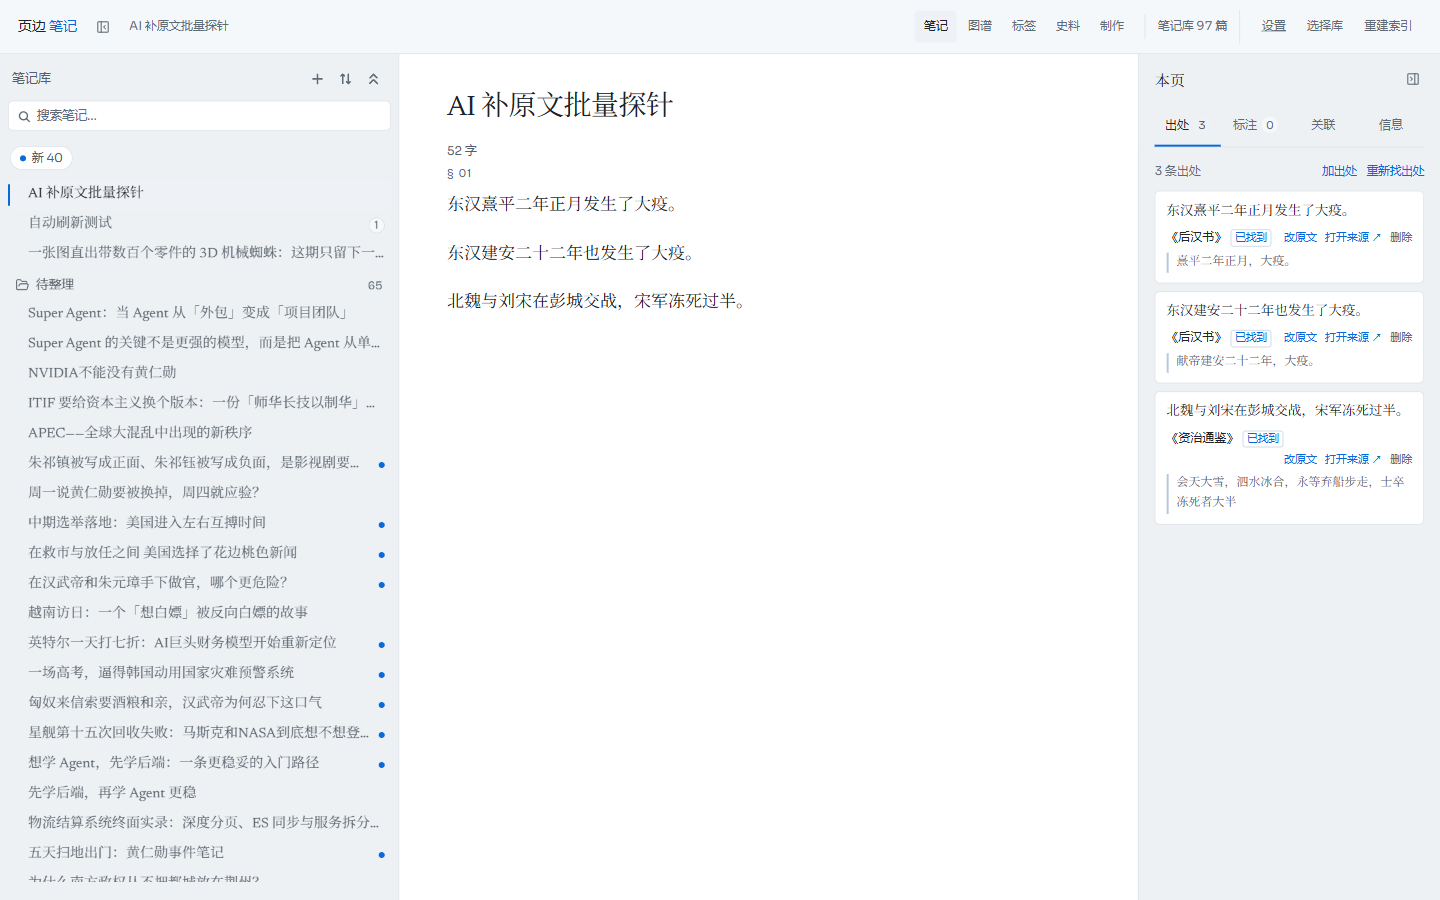 页边 笔记
AI 补原文批量探针
笔记 图谱 标签 史料 制作 笔记库 97 篇 设置 选择库 重建索引
笔记库
搜索笔记...
新 40
AI 补原文批量探针
自动刷新测试 1
一张图直出带数百个零件的 3D 机械蜘蛛：这期只留下一...
待整理 65
Super Agent：当 Agent 从「外包」变成「项目团队」
Super Agent 的关键不是更强的模型，而是把 Agent 从单...
NVIDIA不能没有黄仁勋
ITIF 要给资本主义换个版本：一份「师华长技以制华」...
APEC——全球大混乱中出现的新秩序
朱祁镇被写成正面、朱祁钰被写成负面，是影视剧要...
周一说黄仁勋要被换掉，周四就应验？
中期选举落地：美国进入左右互搏时间
在救市与放任之间 美国选择了花边桃色新闻
在汉武帝和朱元璋手下做官，哪个更危险？
越南访日：一个「想白嫖」被反向白嫖的故事
英特尔一天打七折：AI巨头财务模型开始重新定位
一场高考，逼得韩国动用国家灾难预警系统
匈奴来信索要酒粮和亲，汉武帝为何忍下这口气
星舰第十五次回收失败：马斯克和NASA到底想不想登...
想学 Agent，先学后端：一条更稳妥的入门路径
先学后端，再学 Agent 更稳
物流结算系统终面实录：深度分页、ES 同步与服务拆分...
五天扫地出门：黄仁勋事件笔记
为什么南方政权从不把都城放在荆州？
AI 补原文批量探针
52 字
§ 01
东汉熹平二年正月发生了大疫。
东汉建安二十二年也发生了大疫。
北魏与刘宋在彭城交战，宋军冻死过半。
本页
出处 3 标注 0 关联 信息
3 条出处 加出处 重新找出处
东汉熹平二年正月发生了大疫。
《后汉书》 已找到 改原文 打开来源 ↗ 删除
熹平二年正月，大疫。
东汉建安二十二年也发生了大疫。
《后汉书》 已找到 改原文 打开来源 ↗ 删除
献帝建安二十二年，大疫。
北魏与刘宋在彭城交战，宋军冻死过半。
《资治通鉴》 已找到
改原文 打开来源 ↗ 删除
会天大雪，泗水冰合，永等弃船步走，士卒
冻死者大半